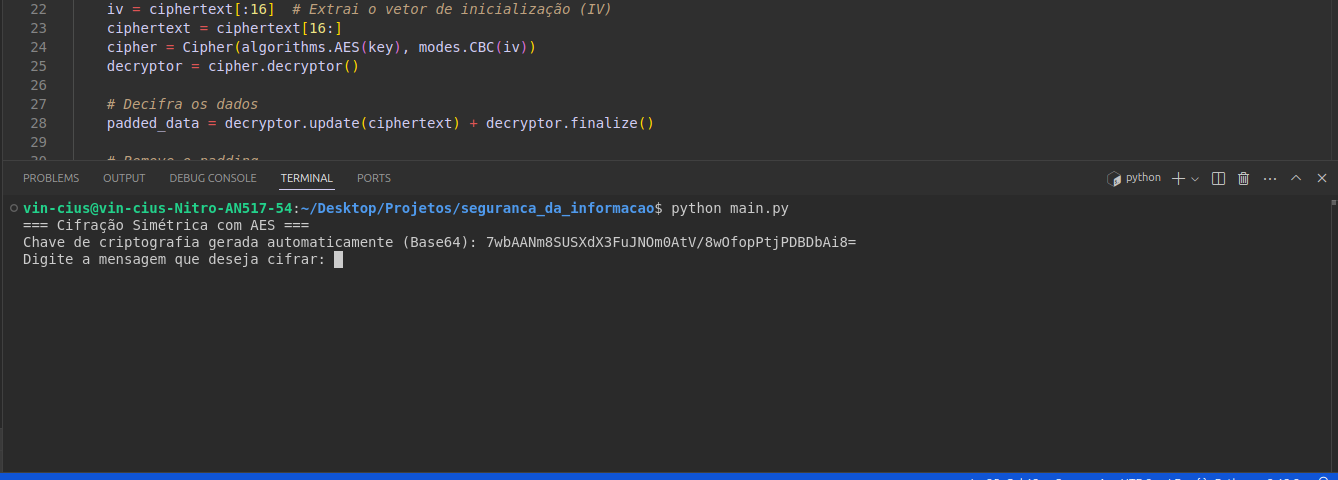 22 iv = ciphertext[:16]  # Extrai o vetor de inicialização (IV)
23 ciphertext = ciphertext[16:]
24 cipher = Cipher(algorithms.AES(key), modes.CBC(iv))
25 decryptor = cipher.decryptor()
26
27 # Decifra os dados
28 padded_data = decryptor.update(ciphertext) + decryptor.finalize()
29
30 # Remove o padding
PROBLEMS OUTPUT DEBUG CONSOLE TERMINAL PORTS python
vin-cius@vin-cius-Nitro-AN517-54:~/Desktop/Projetos/seguranca_da_informacao$ python main.py
=== Cifração Simétrica com AES ===
Chave de criptografia gerada automaticamente (Base64): 7wbAANm8SUSXdX3FuJNOm0AtV/8wOfopPtjPDBDbAi8=
Digite a mensagem que deseja cifrar: